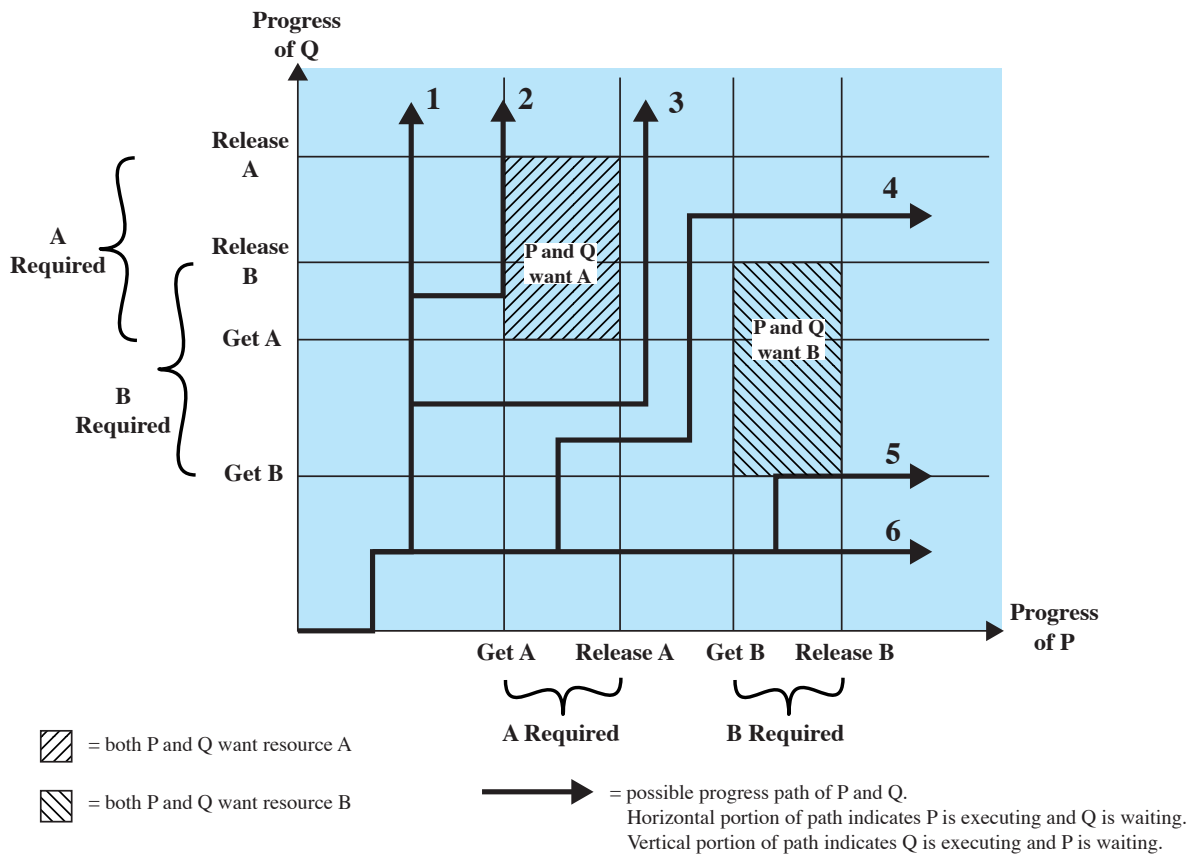 Progress
of Q
1
2
3
Release
A
4
A
Required
Release
B
P and Q
want A
Get A
P and Q
want B
B
Required
Get B
5
6
Progress
of P
Get A
Release A
Get B
Release B
A Required
B Required
= both P and Q want resource A
= both P and Q want resource B
= possible progress path of P and Q.
Horizontal portion of path indicates P is executing and Q is waiting.
Vertical portion of path indicates Q is executing and P is waiting.